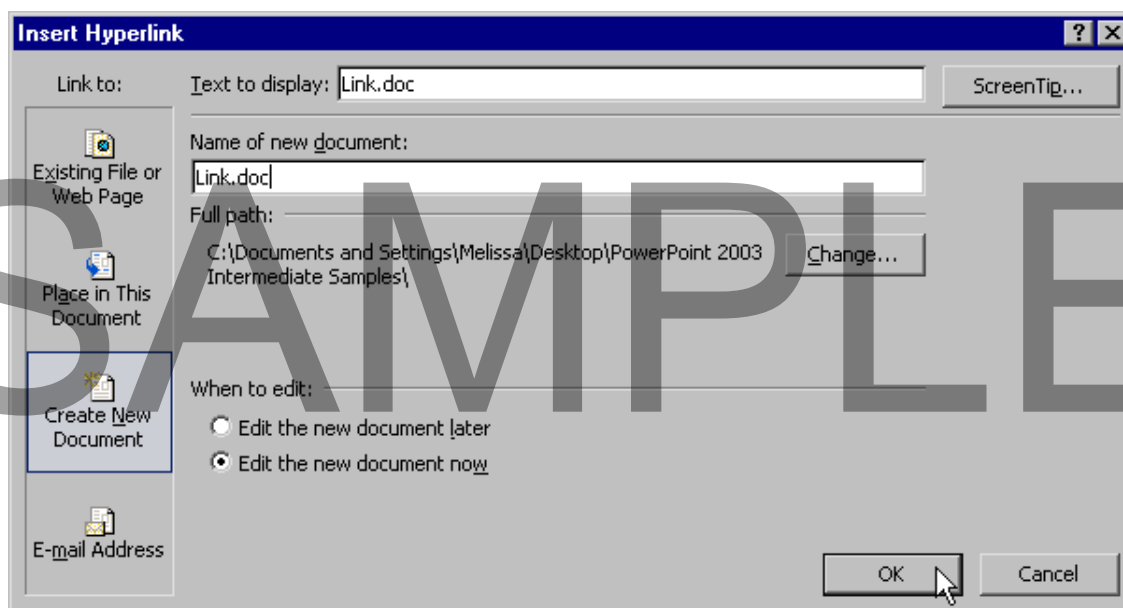 Insert Hyperlink
Link to:
Text to display: Link.doc
ScreenTip...
Existing File or
Web Page
Place in This
Document
Create New
Document
E-mail Address
Name of new document:
Link.doc
Full path:
C:\Documents and Settings\Melissa\Desktop\PowerPoint 2003
Intermediate Samples\
Change...
When to edit:
Edit the new document later
Edit the new document now
OK
Cancel
SAMPLE